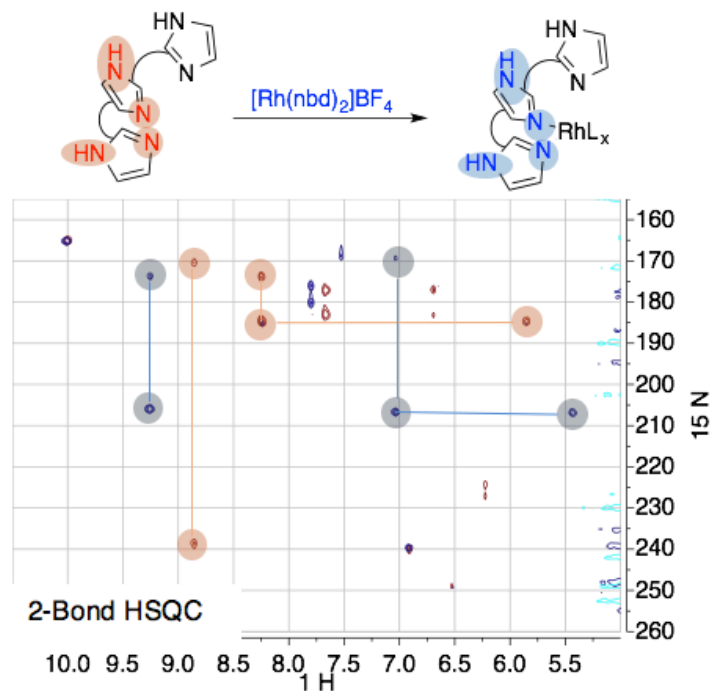 HN
N
H
N
N
HN
N
[Rh(nbd)2]BF4
HN
N
H
N
N
RhLx
HN
N
160
170
180
190
200
210
220
230
240
250
260
15 N
2-Bond HSQC
10.0 9.5 9.0 8.5 8.0 7.5 7.0 6.5 6.0 5.5
1 H